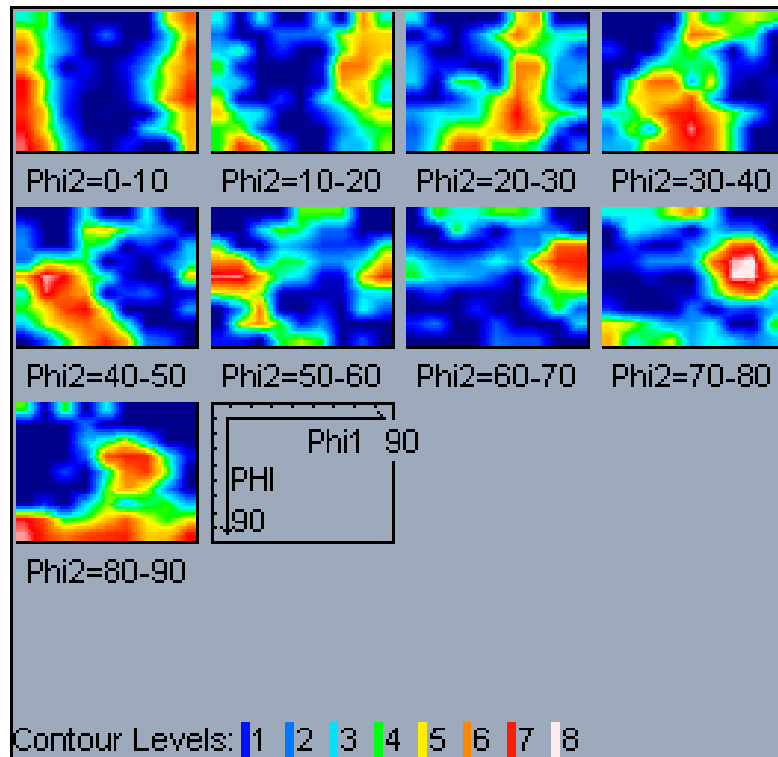 Phi2=0-10 Phi2=10-20 Phi2=20-30 Phi2=30-40
Phi2=40-50 Phi2=50-60 Phi2=60-70 Phi2=70-80
Phi1 90
PHI
90
Phi2=80-90
Contour Levels: 1 2 3 4 5 6 7 8